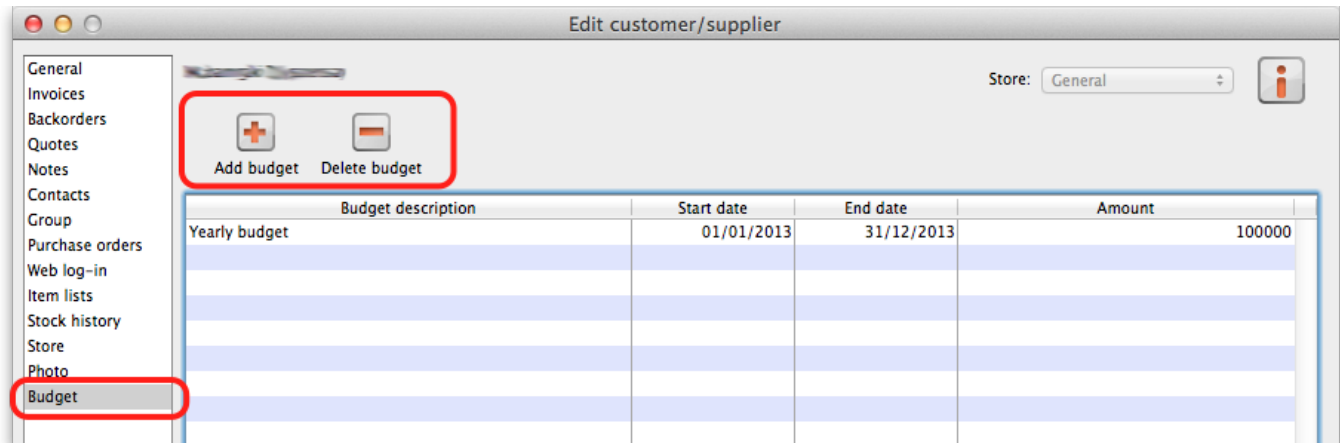 Edit customer/supplier
General
Invoices
Backorders
Quotes
Notes
Contacts
Group
Purchase orders
Web log-in
Item lists
Stock history
Store
Photo
Budget
Store: General
Add budget Delete budget
Budget description Start date End date Amount
Yearly budget 01/01/2013 31/12/2013 100000